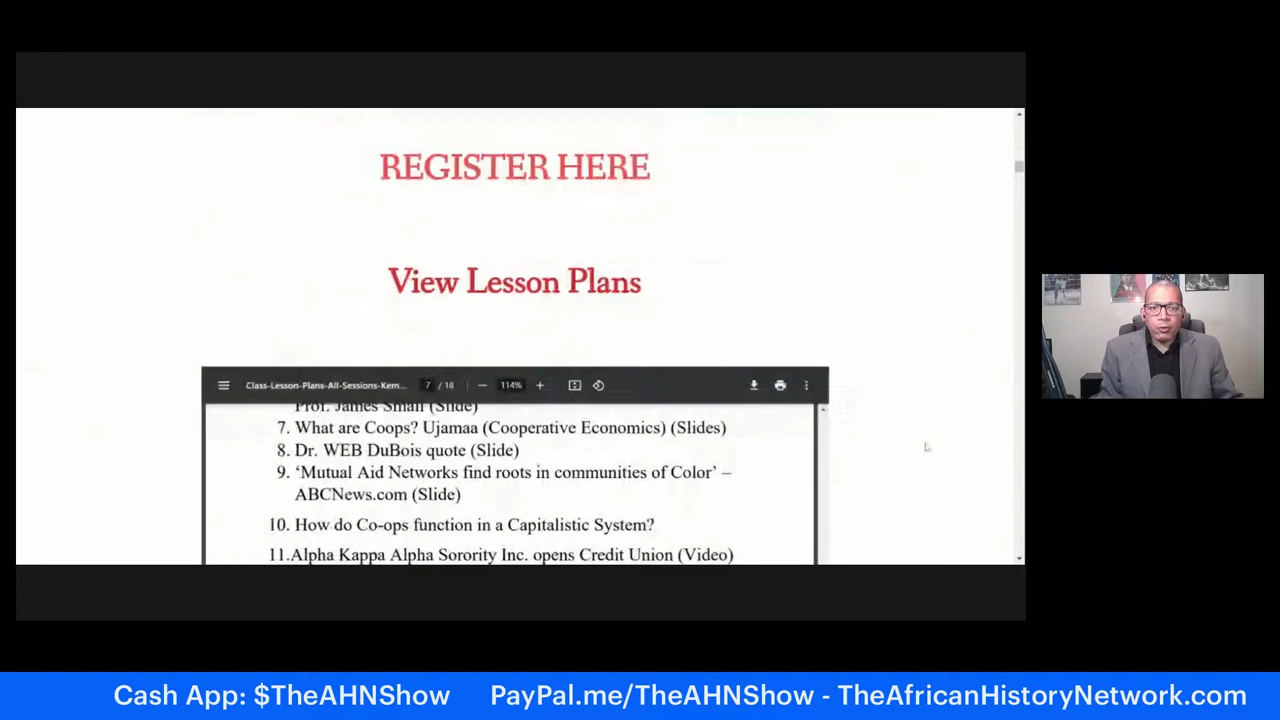 REGISTER HERE
View Lesson Plans
Class-Lesson-Plans-All-Sessions-Kem... 7 / 18 114%
Prof. James Small (Slide)
7. What are Coops? Ujamaa (Cooperative Economics) (Slides)
8. Dr. WEB DuBois quote (Slide)
9. ‘Mutual Aid Networks find roots in communities of Color’ –
ABCNews.com (Slide)
10. How do Co-ops function in a Capitalistic System?
11.Alpha Kappa Alpha Sorority Inc. opens Credit Union (Video)
Cash App: $TheAHNShow PayPal.me/TheAHNShow - TheAfricanHistoryNetwork.com